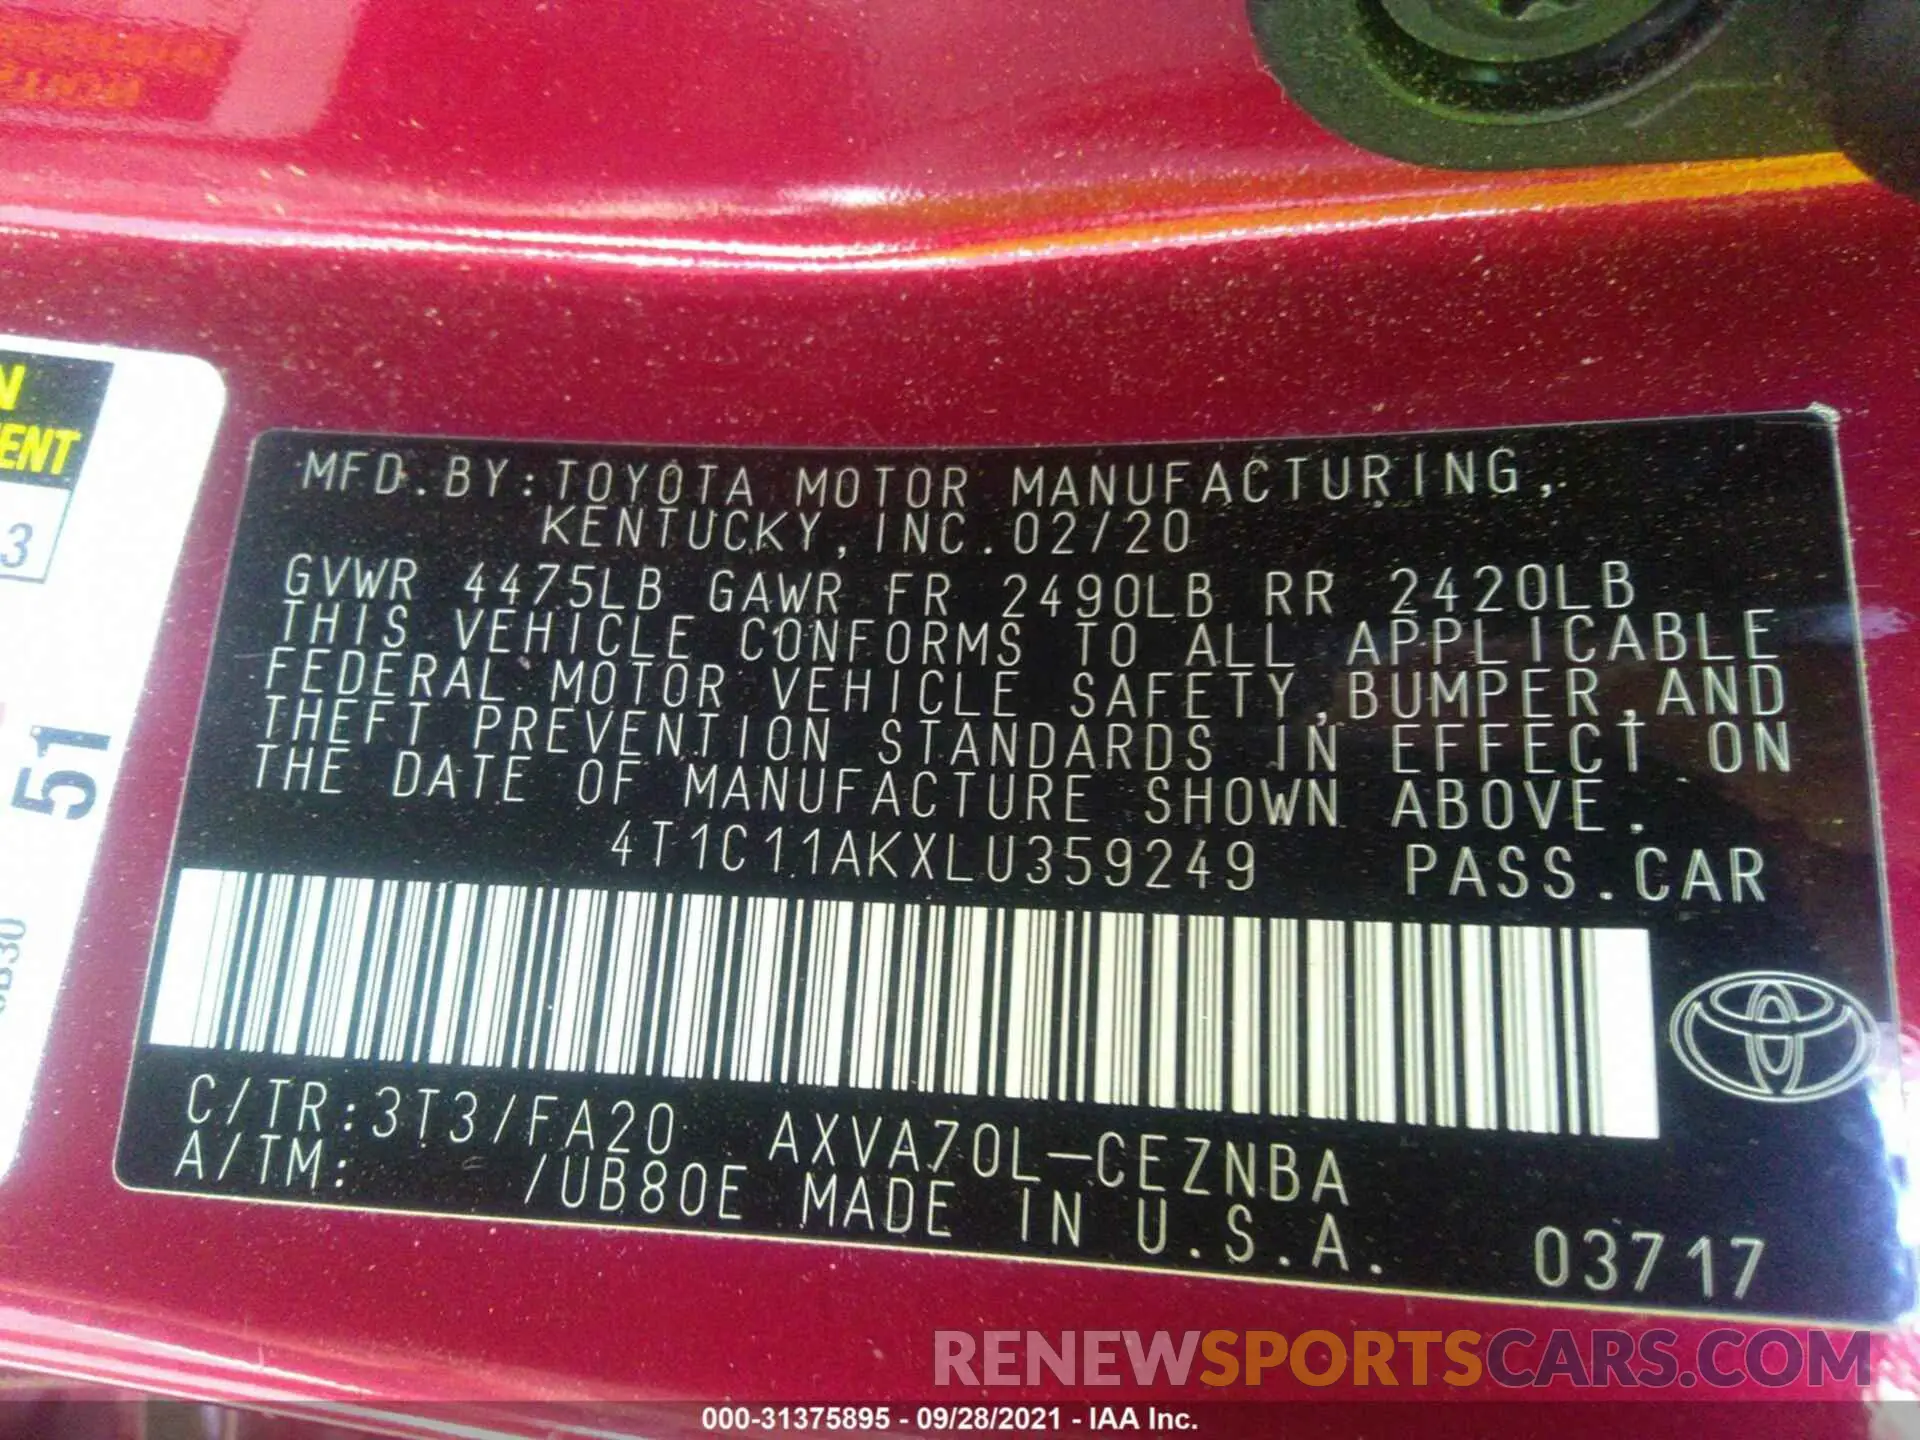 N
ENT
3
51
MFD.BY:TOYOTA MOTOR MANUFACTURING,
KENTUCKY,INC.02/20
GVWR 4475LB GAWR FR 2490LB RR 2420LB
THIS VEHICLE CONFORMS TO ALL APPLICABLE
FEDERAL MOTOR VEHICLE SAFETY,BUMPER,AND
THEFT PREVENTION STANDARDS IN EFFECT ON
THE DATE OF MANUFACTURE SHOWN ABOVE.
4T1C11AKXLU359249 PASS.CAR
C/TR:3T3/FA20 AXVA70L-CEZNBA
A/TM: /UB80E MADE IN U.S.A.
03717
RENEWSPORTSCARS.COM
000-31375895 - 09/28/2021 - IAA Inc.